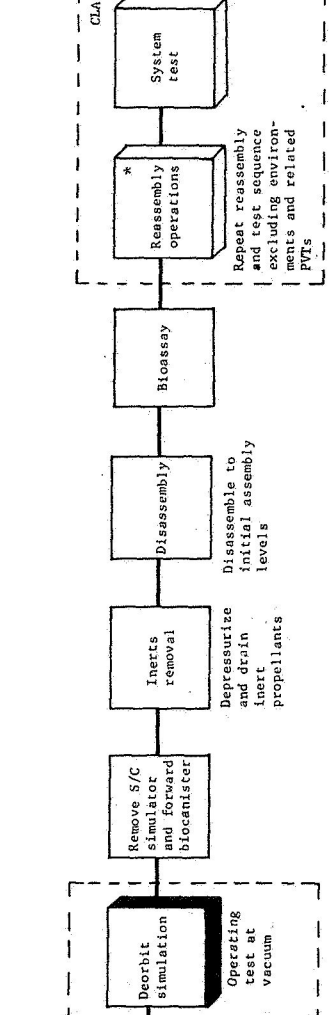 Deorbit
simulation
Operating
test at
vacuum
Remove S/C
simulator
and forward
biocanister
Inerts
removal
Depressurize
and drain
inert
propellants
Disassembly
Disassemble to
initial assembly
levels
Bioassay
*
Reassembly
operations
Repeat reassembly
and test sequence
excluding environ-
ments and related
PVTs
CLA
System
test